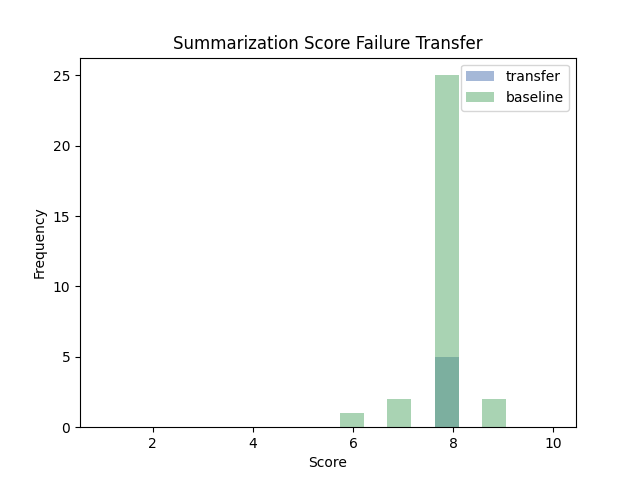 Summarization Score Failure Transfer
transfer
baseline
25
20
15
10
5
0
Frequency
2 4 6 8 10
Score